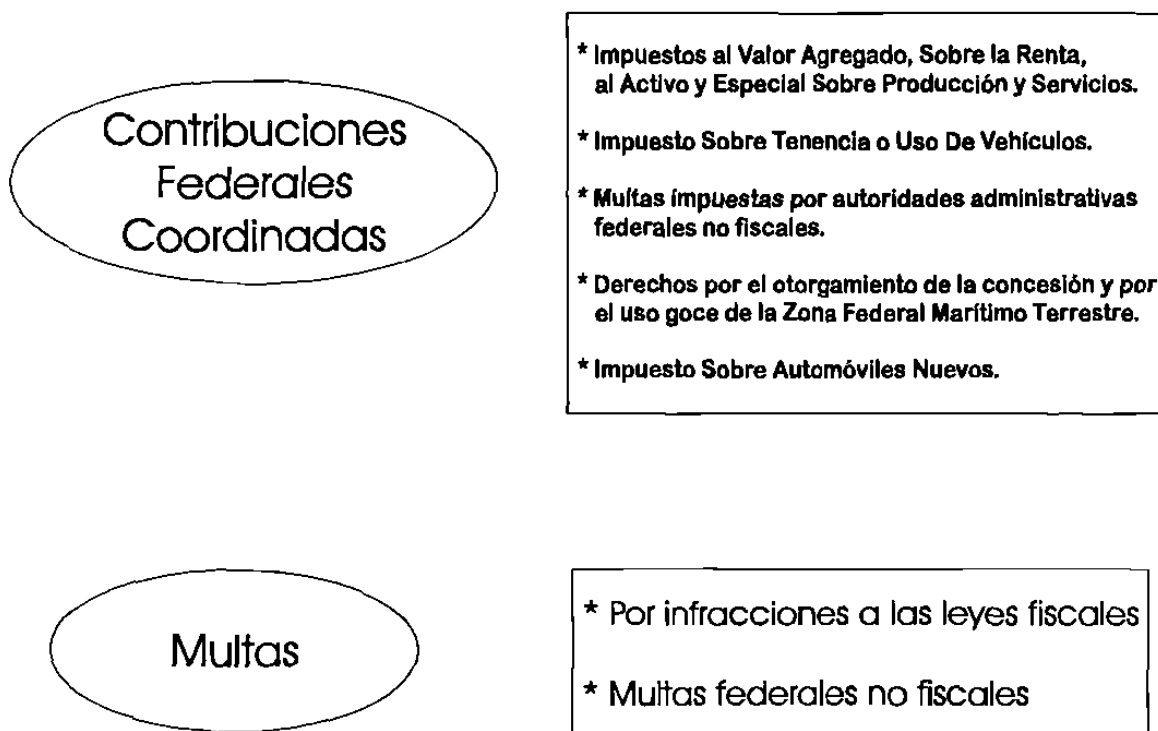 Contribuciones
Federales
Coordinadas
* Impuestos al Valor Agregado, Sobre la Renta,
al Activo y Especial Sobre Producción y Servicios.
* Impuesto Sobre Tenencia o Uso De Vehículos.
* Multas impuestas por autoridades administrativas
federales no fiscales.
* Derechos por el otorgamiento de la concesión y por
el uso goce de la Zona Federal Marítimo Terrestre.
* Impuesto Sobre Automóviles Nuevos.
Multas
* Por infracciones a las leyes fiscales
* Multas federales no fiscales